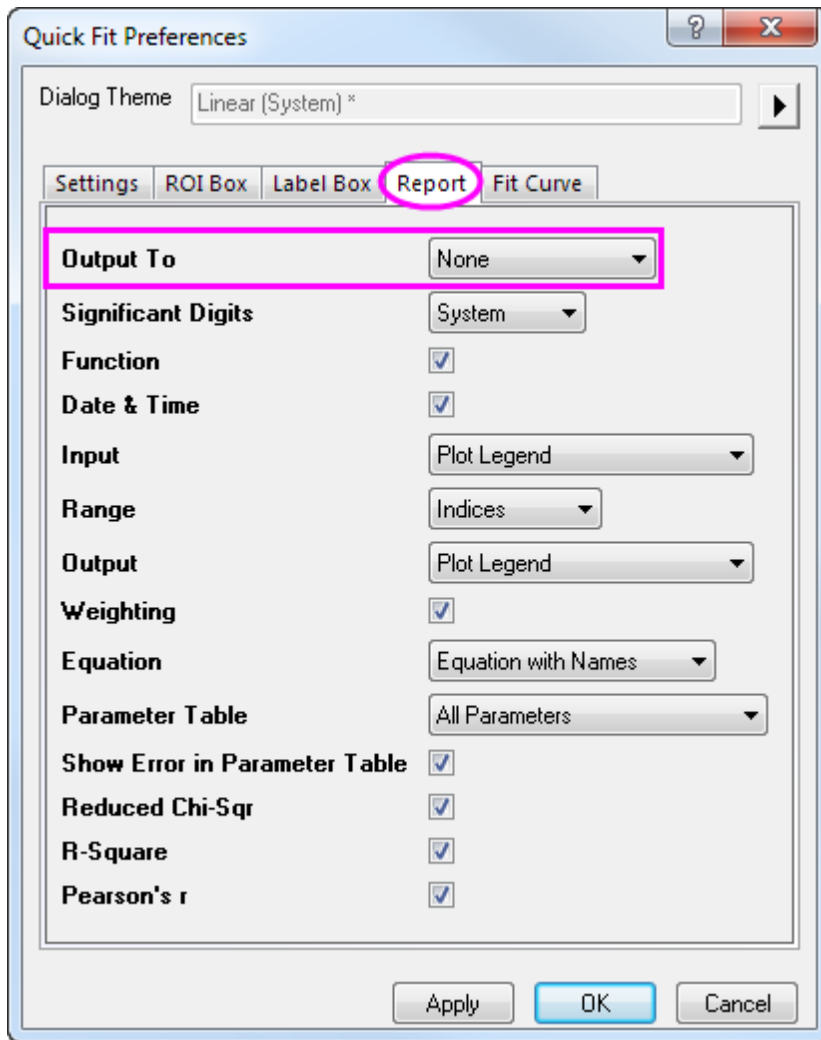 Quick Fit Preferences
Dialog Theme Linear (System) *
Settings ROI Box Label Box Report Fit Curve
Output To None
Significant Digits System
Function
Date & Time
Input Plot Legend
Range Indices
Output Plot Legend
Weighting
Equation Equation with Names
Parameter Table All Parameters
Show Error in Parameter Table
Reduced Chi-Sqr
R-Square
Pearson's r
Apply OK Cancel